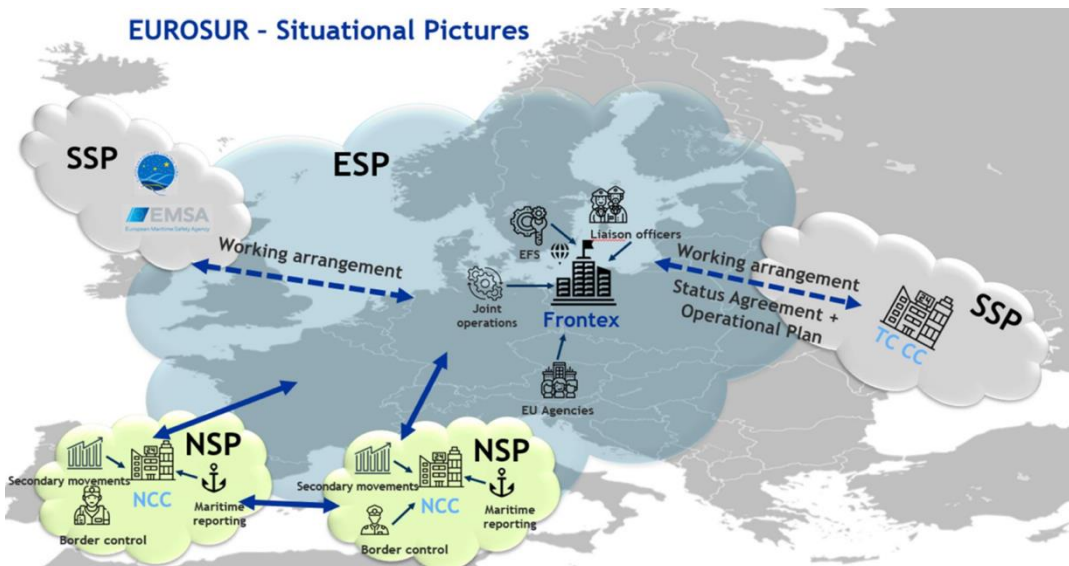 EUROSUR – Situational Pictures
SSP
EMSA
European Maritime Safety Agency
Working arrangement
ESP
EFS
Liaison officers
Joint
operations
Frontex
EU Agencies
Working arrangement
Status Agreement +
Operational Plan
SSP
TC CC
NSP
Secondary movements
NCC
Maritime
reporting
Border control
NSP
Secondary movements
NCC
Maritime
reporting
Border control